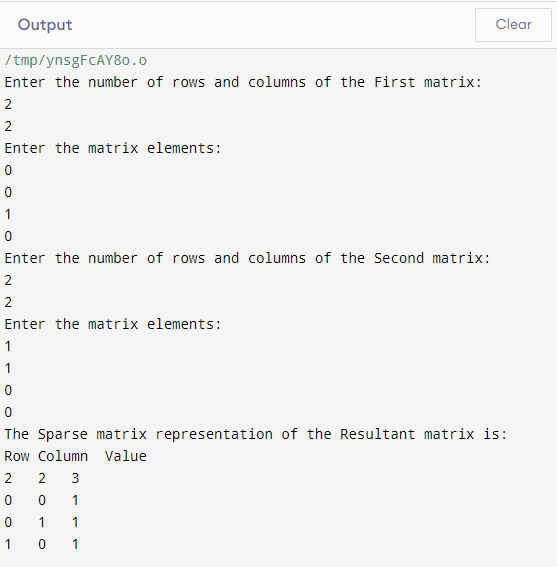 Output
Clear
/tmp/ynsgFcAY8o.o
Enter the number of rows and columns of the First matrix:
2
2
Enter the matrix elements:
0
0
1
0
Enter the number of rows and columns of the Second matrix:
2
2
Enter the matrix elements:
1
1
0
0
The Sparse matrix representation of the Resultant matrix is:
Row Column  Value
2   2   3
0   0   1
0   1   1
1   0   1